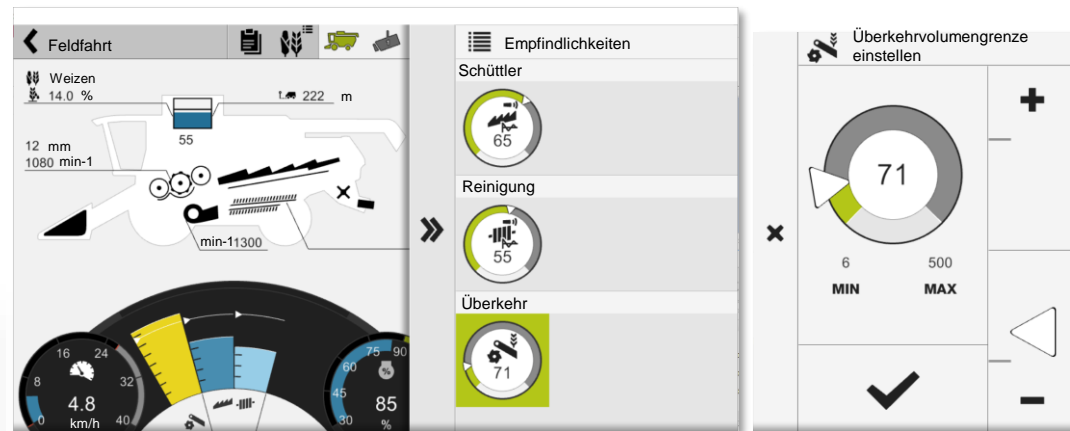 Feldfahrt
Weizen
14.0 %
222 m
55
12 mm
1080 min-1
min-11300
16 24
8 32
0 40
4.8
km/h
75 90
60
%
45
30
85
%
Empfindlichkeiten
Schüttler
65
Reinigung
55
Überkehr
71
Überkehrvolumengrenze
einstellen
71
6 500
MIN MAX